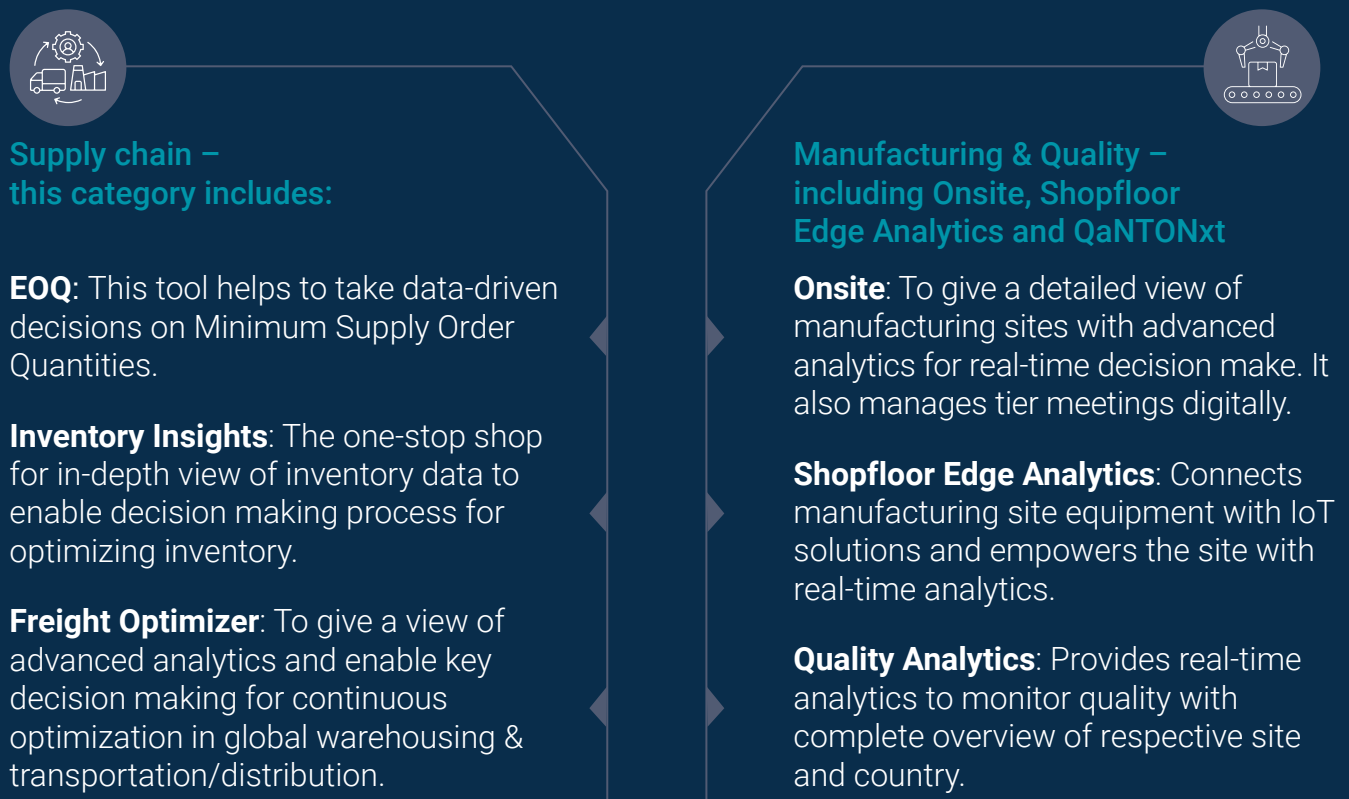 Supply chain –
this category includes:
EOQ: This tool helps to take data-driven
decisions on Minimum Supply Order
Quantities.
Inventory Insights: The one-stop shop
for in-depth view of inventory data to
enable decision making process for
optimizing inventory.
Freight Optimizer: To give a view of
advanced analytics and enable key
decision making for continuous
optimization in global warehousing &
transportation/distribution.
Manufacturing & Quality –
including Onsite, Shopfloor
Edge Analytics and QaNTONxt
Onsite: To give a detailed view of
manufacturing sites with advanced
analytics for real-time decision make. It
also manages tier meetings digitally.
Shopfloor Edge Analytics: Connects
manufacturing site equipment with IoT
solutions and empowers the site with
real-time analytics.
Quality Analytics: Provides real-time
analytics to monitor quality with
complete overview of respective site
and country.